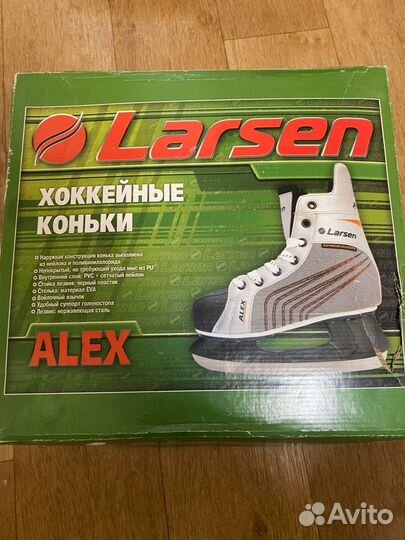 Larsen
ХОККЕЙНЫЕ
КОНЬКИ
Наружная конструкция конька выполнена
из нейлона и поливинилхлорида
Непокрытый, не требующий ухода мыс из PU
Внутренний слой: PVC + сетчатый нейлон
Стойка лезвия: черный пластик
Стелька: материал EVA
Войлочный язычок
Удобный суппорт голеностопа
Лезвие: нержавеющая сталь
ALEX
Larsen
ALEX
Avito